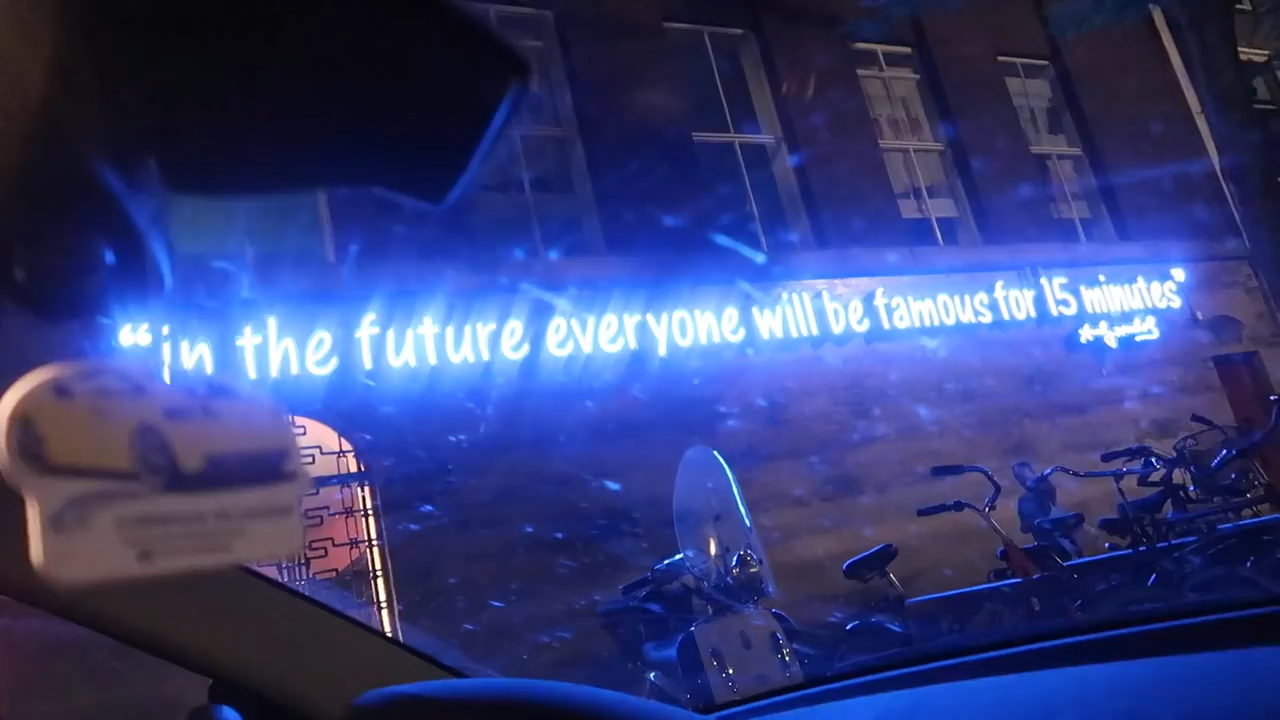 “in the future everyone will be famous for 15 minutes”